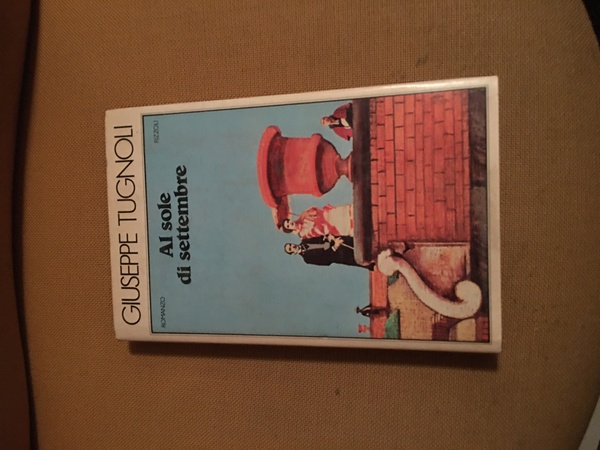 GIUSEPPE TUGNOLI
ROMANZO
RIZZOLI
Al sole
di settembre